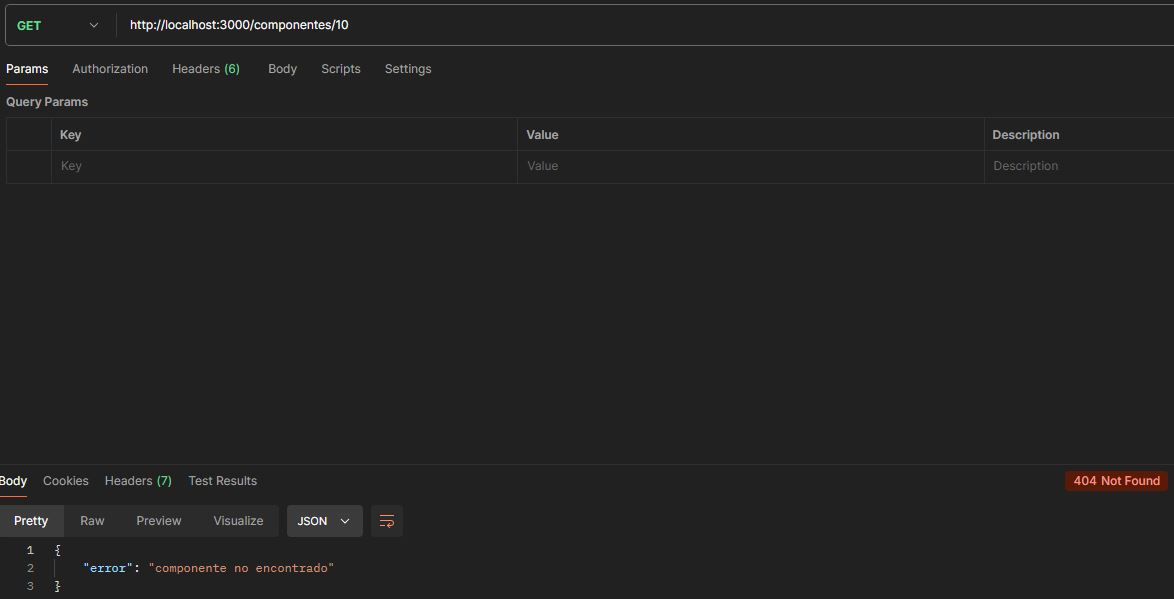 GET http://localhost:3000/componentes/10
Params Authorization Headers (6) Body Scripts Settings
Query Params
Key Value Description
Key Value Description
Body Cookies Headers (7) Test Results 404 Not Found
Pretty Raw Preview Visualize JSON
1 {
2 "error": "componente no encontrado"
3 }